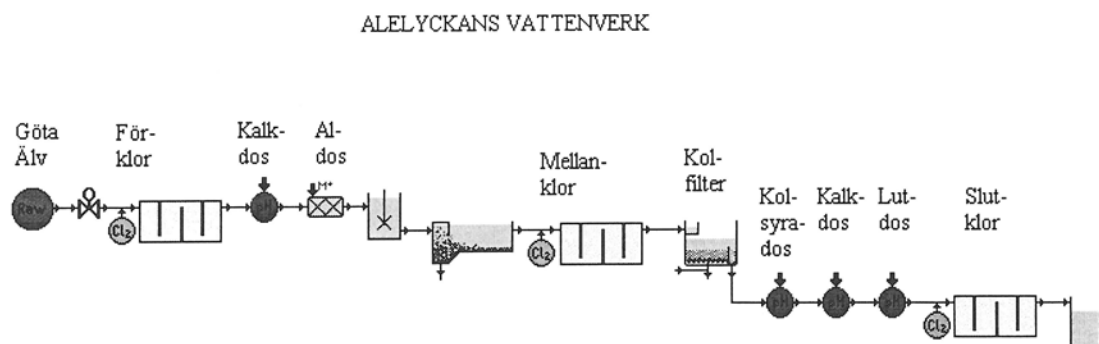 ALELYCKANS VATTENVERK
Göta
Älv
För-
klor
Kalk-
dos
Al-
dos
Mellan-
klor
Kol-
filter
Kol-
syra-
dos
Kalk-
dos
Lut-
dos
Slut-
klor
Raw
Cl2
pH
M+
Cl2
pH
pH
pH
Cl2